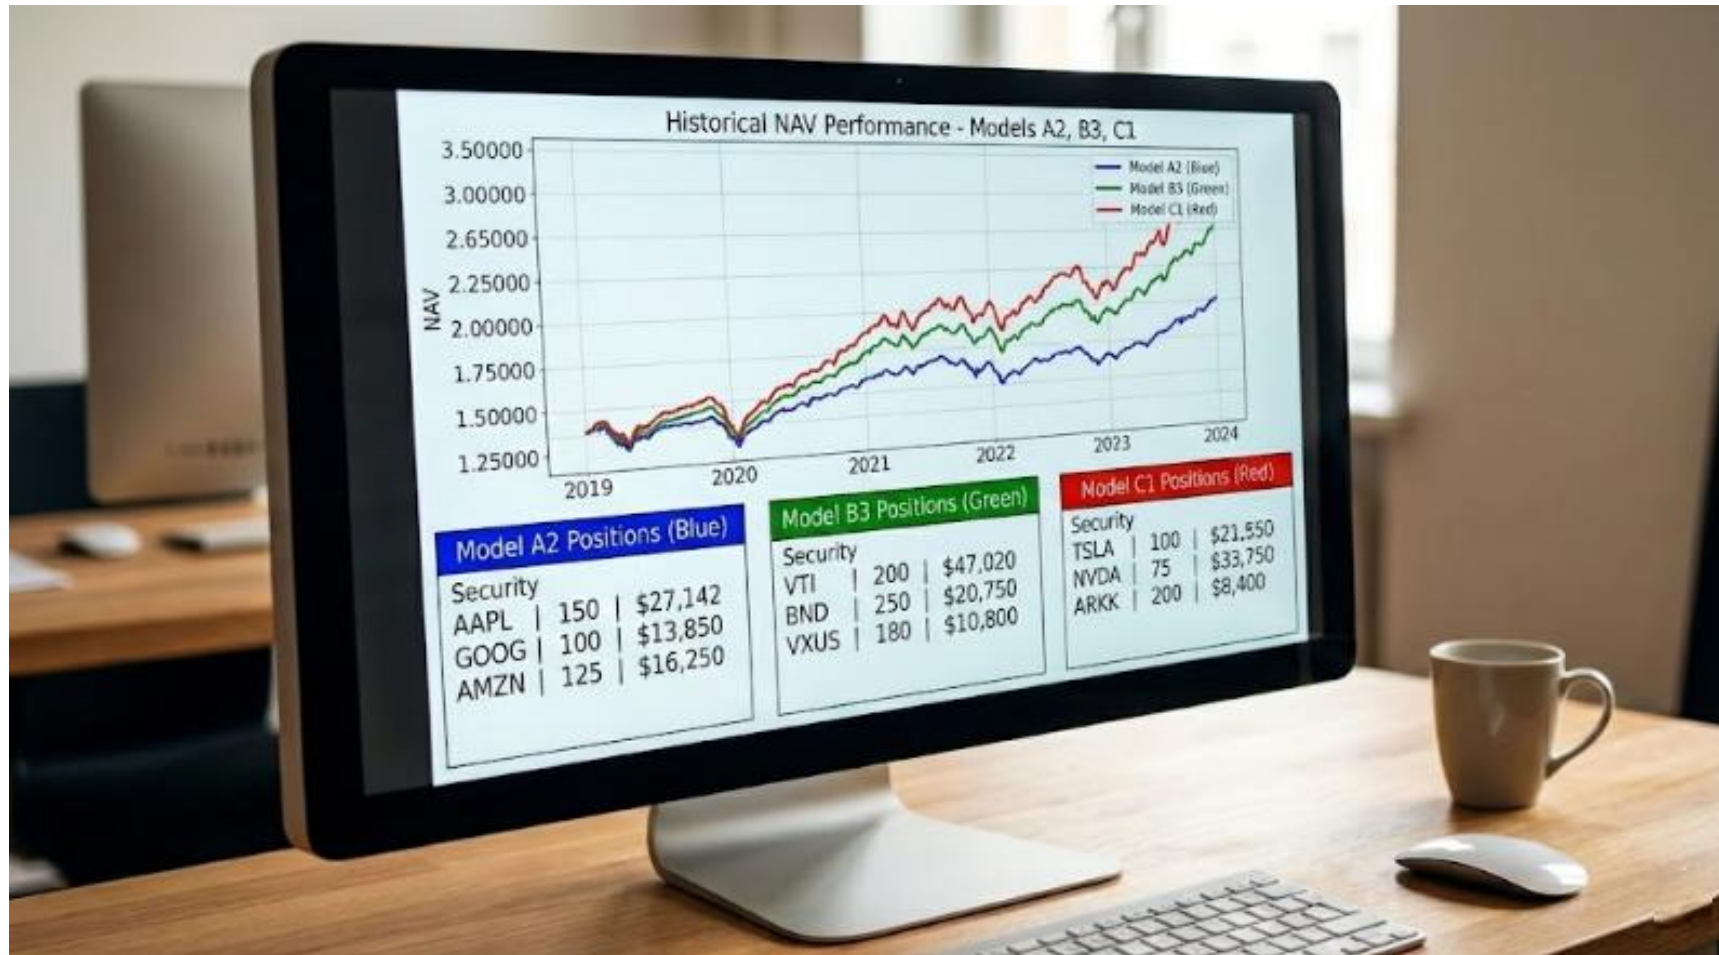 Historical NAV Performance - Models A2, B3, C1
3.50000
3.00000
2.65000
2.25000
2.00000
1.75000
1.50000
1.25000
NAV
Model A2 (Blue)
Model B3 (Green)
Model C1 (Red)
2019
2020
2021
2022
2023
2024
Model A2 Positions (Blue)
Security
AAPL | 150 | $27,142
GOOG | 100 | $13,850
AMZN | 125 | $16,250
Model B3 Positions (Green)
Security
VTI | 200 | $47,020
BND | 250 | $20,750
VXUS | 180 | $10,800
Model C1 Positions (Red)
Security
TSLA | 100 | $21,550
NVDA | 75 | $33,750
ARKK | 200 | $8,400